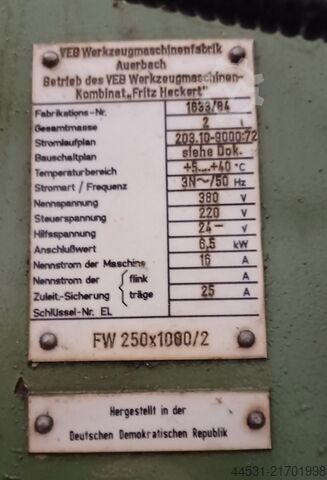 VEB Werkzeugmaschinenfabrik
Auerbach
Betrieb des VEB Werkzeugmaschinen-
Kombinat „Fritz Heckert"
Fabrikations-Nr. 1633/84
Gesamtmasse 2 t
Stromlaufplan 203.10-9000:72
Bauschaltplan siehe Dok.
Temperaturbereich +5...+40 °C
Stromart / Frequenz 3N~/50 Hz
Nennspannung 380 V
Steuerspannung 220 V
Hilfsspannung 24- V
Anschlußwert 6,5 kW
Nennstrom der Maschine 16 A
Nennstrom der flink A
Zuleit.-Sicherung träge 25 A
Schlüssel-Nr. EL
FW 250x1000/2
Hergestellt in der
Deutschen Demokratischen Republik
44531-21701998